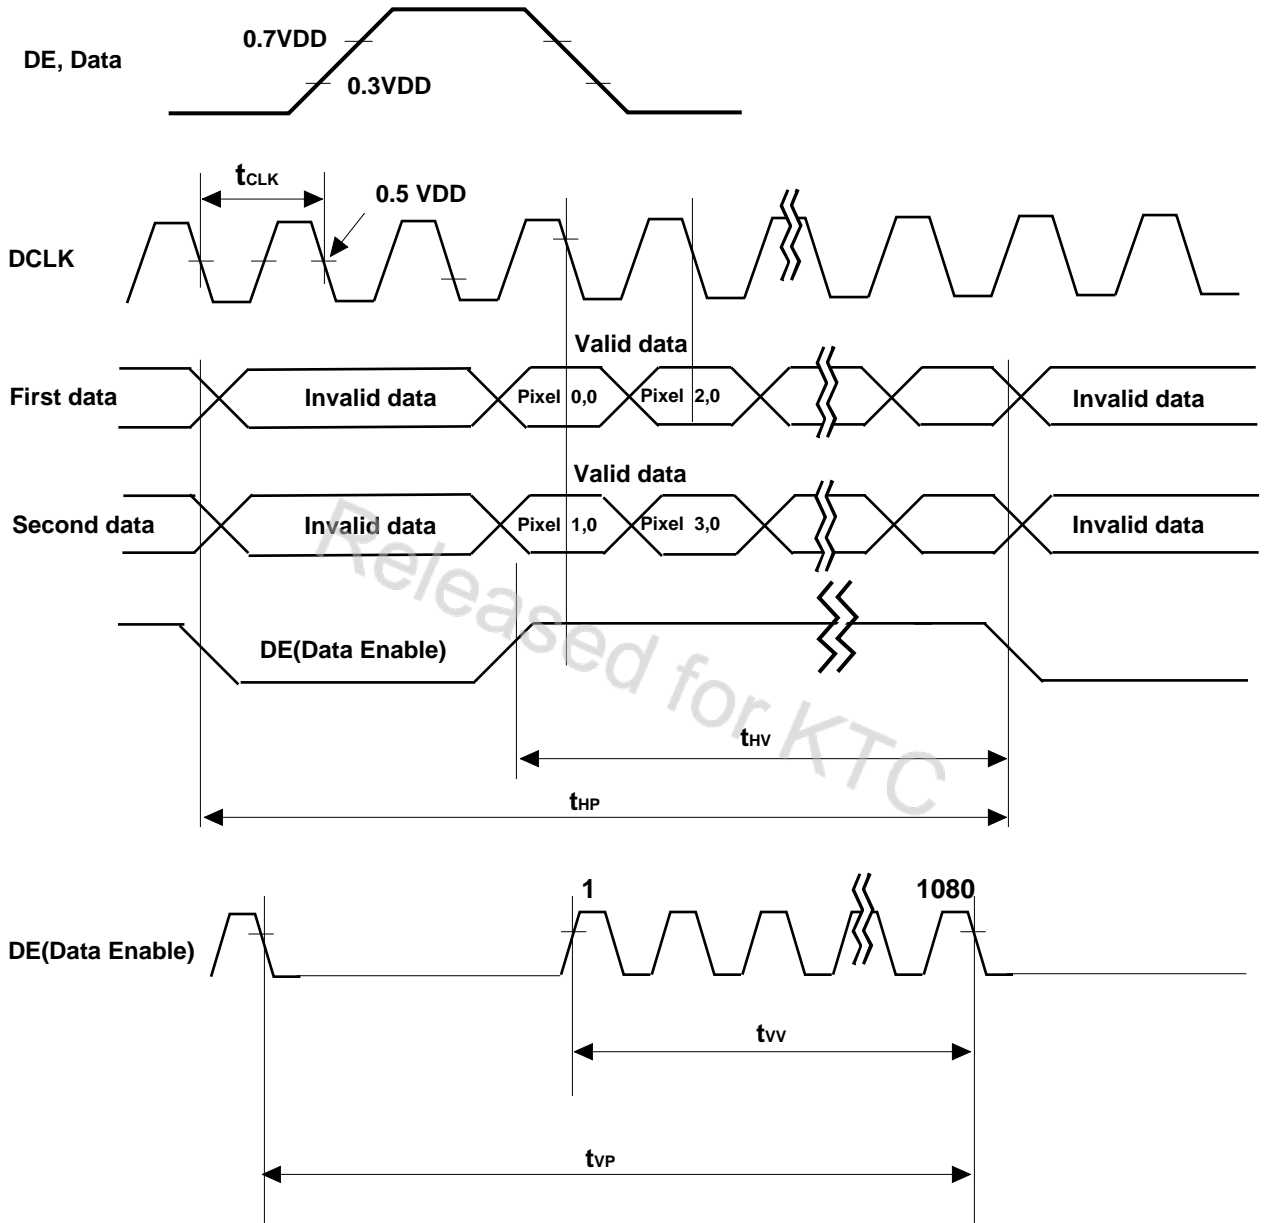 0.7VDD
DE, Data
0.3VDD
tCLK
0.5 VDD
DCLK
Valid data
First data
Invalid data
Pixel 0,0
Pixel 2,0
Invalid data
Valid data
Second data
Invalid data
Pixel 1,0
Pixel 3,0
Invalid data
DE(Data Enable)
Released for KTC
tHV
tHP
1
1080
DE(Data Enable)
tVV
tVP